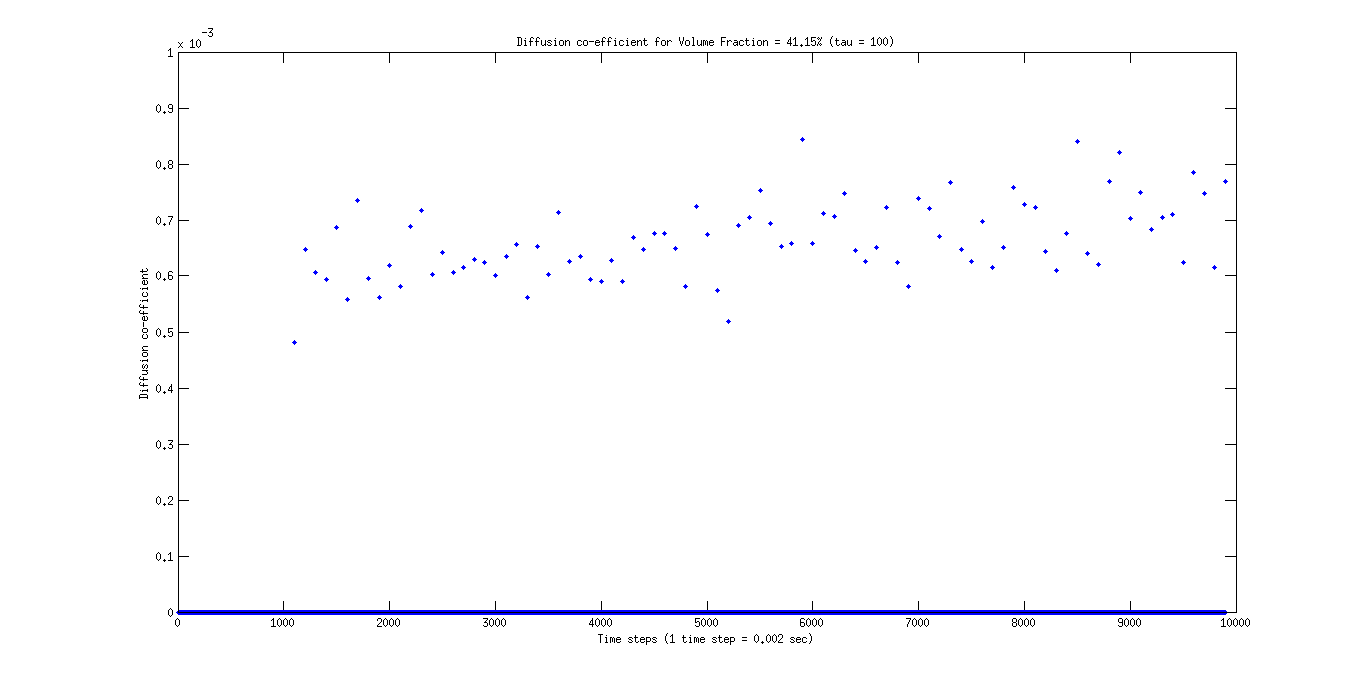 x 10^-3
Diffusion co-efficient for Volume Fraction = 41.15% (tau = 100)
1
0.9
0.8
0.7
0.6
0.5
0.4
0.3
0.2
0.1
0
Diffusion co-efficient
0 1000 2000 3000 4000 5000 6000 7000 8000 9000 10000
Time steps (1 time step = 0.002 sec)